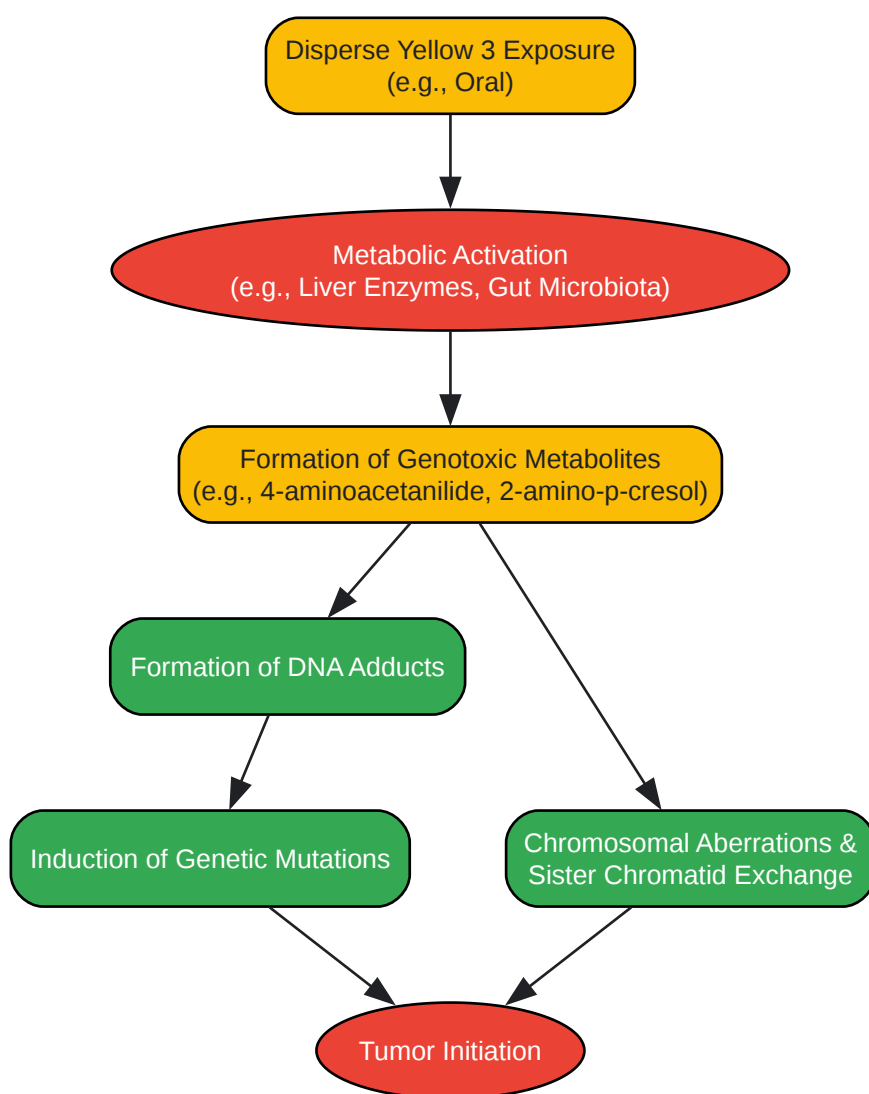 Disperse Yellow 3 Exposure
(e.g., Oral)
Metabolic Activation
(e.g., Liver Enzymes, Gut Microbiota)
Formation of Genotoxic Metabolites
(e.g., 4-aminoacetanilide, 2-amino-p-cresol)
Formation of DNA Adducts
Induction of Genetic Mutations
Chromosomal Aberrations &
Sister Chromatid Exchange
Tumor Initiation